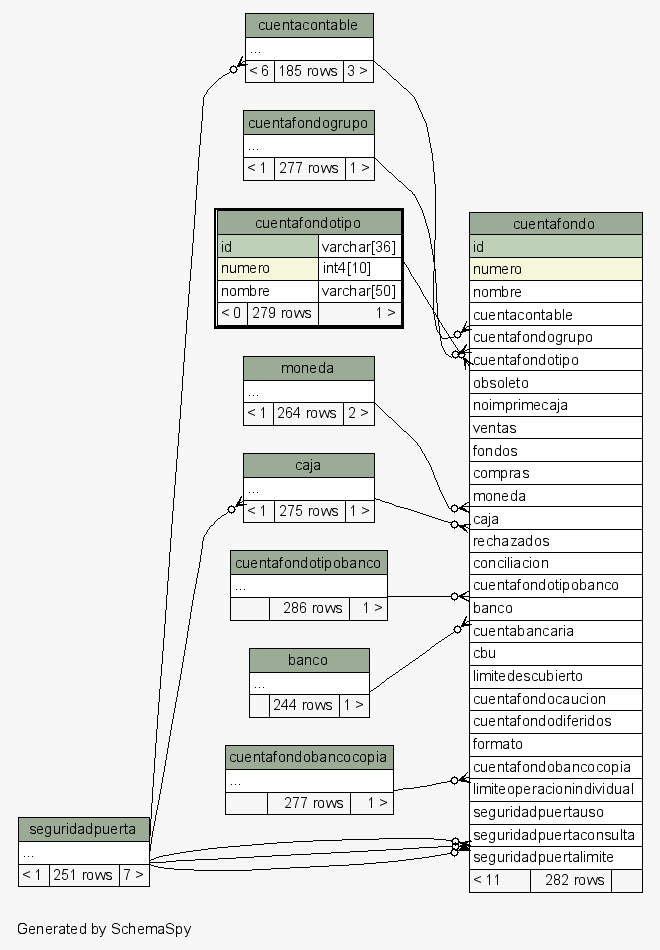 cuentacontable
...
< 6 185 rows 3 >
cuentafondogrupo
...
< 1 277 rows 1 >
cuentafondotipo
id varchar[36]
numero int4[10]
nombre varchar[50]
< 0 279 rows 1 >
moneda
...
< 1 264 rows 2 >
caja
...
< 1 275 rows 1 >
cuentafondotipobanco
...
286 rows 1 >
banco
...
244 rows 1 >
cuentafondobancocopia
...
277 rows 1 >
seguridadpuerta
...
< 1 251 rows 7 >
cuentafondo
id
numero
nombre
cuentacontable
cuentafondogrupo
cuentafondotipo
obsoleto
noimprimecaja
ventas
fondos
compras
moneda
caja
rechazados
conciliacion
cuentafondotipobanco
banco
cuentabancaria
cbu
limitedescubierto
cuentafondocaucion
cuentafondodiferidos
formato
cuentafondobancocopia
limiteoperacionindividual
seguridadpuertauso
seguridadpuertaconsulta
seguridadpuertalimite
< 11 282 rows
Generated by SchemaSpy